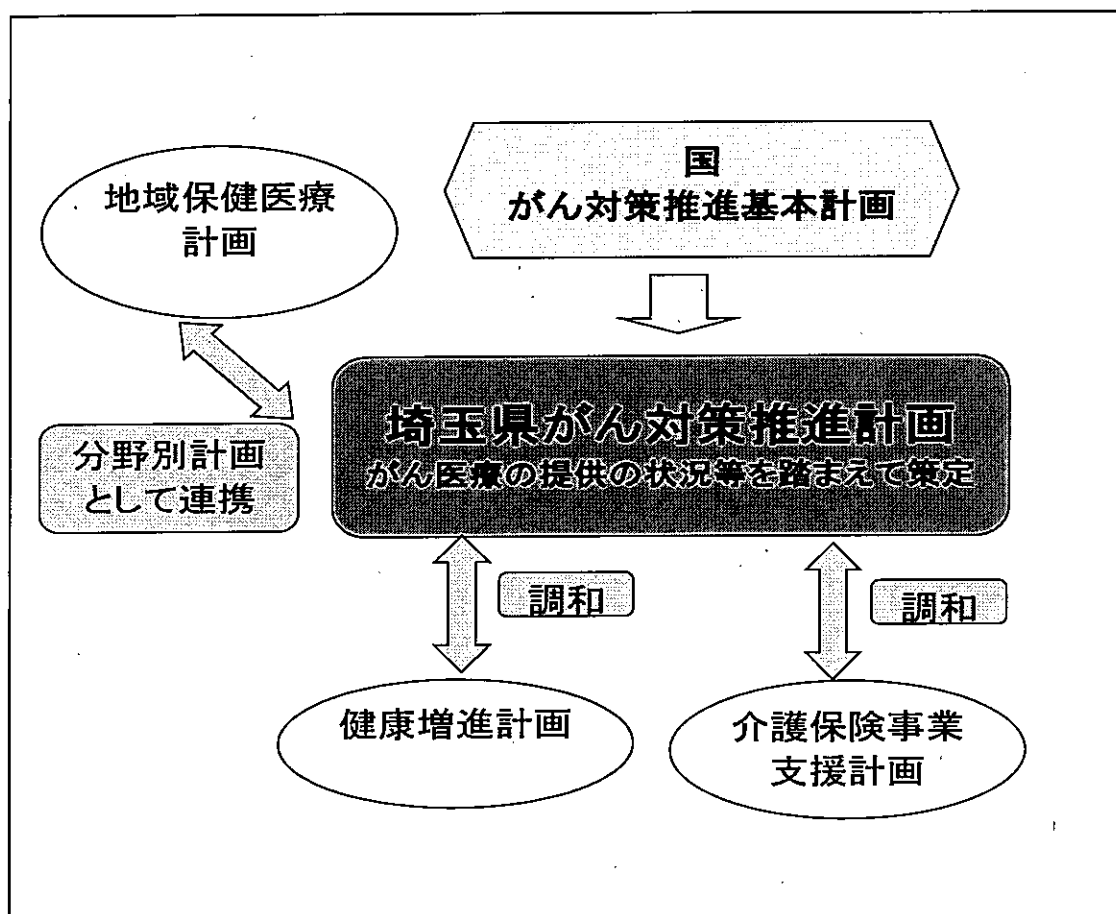 国
がん対策推進基本計画
地域保健医療
計画
埼玉県がん対策推進計画
がん医療の提供の状況等を踏まえて策定
分野別計画
として連携
調和
調和
健康増進計画
介護保険事業
支援計画